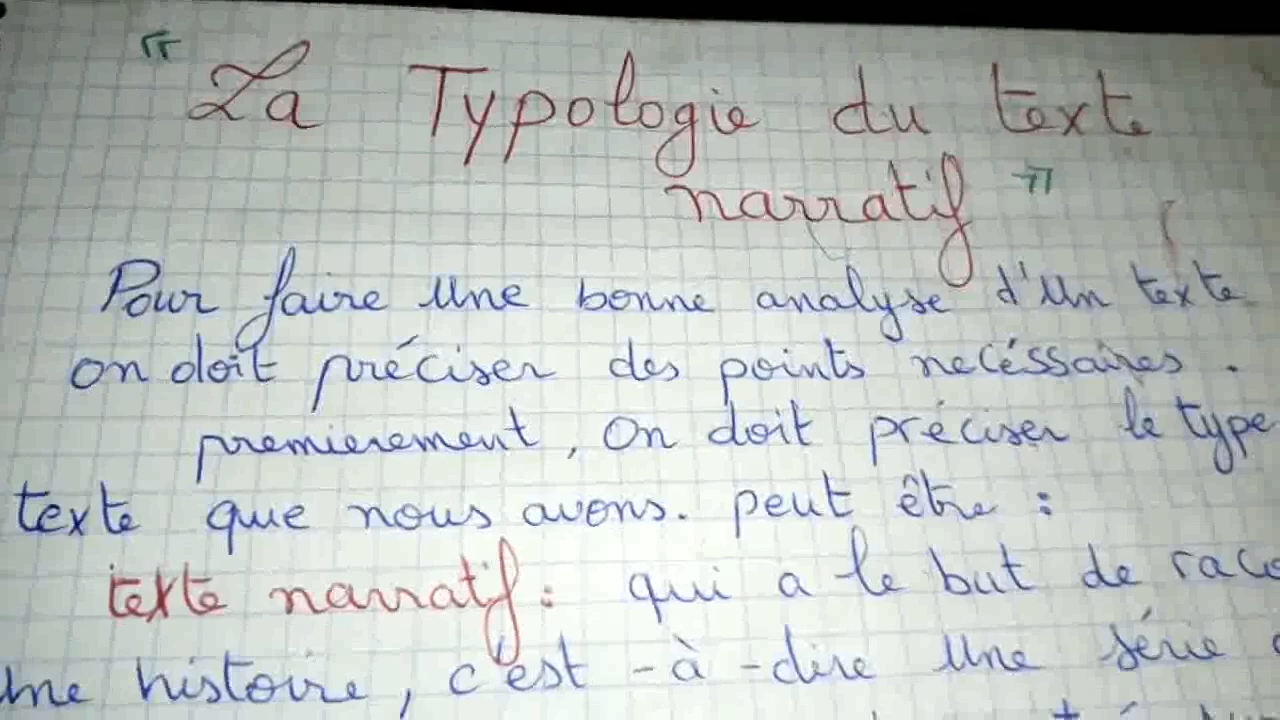 " La Typologie du texte
narratif "
Pour faire une bonne analyse d'un texte
on doit préciser des points necéssaires.
premierement, on doit préciser le type
texte que nous avons. peut être :
texte narratif : qui a le but de raco
une histoire, c'est-à-dire une série